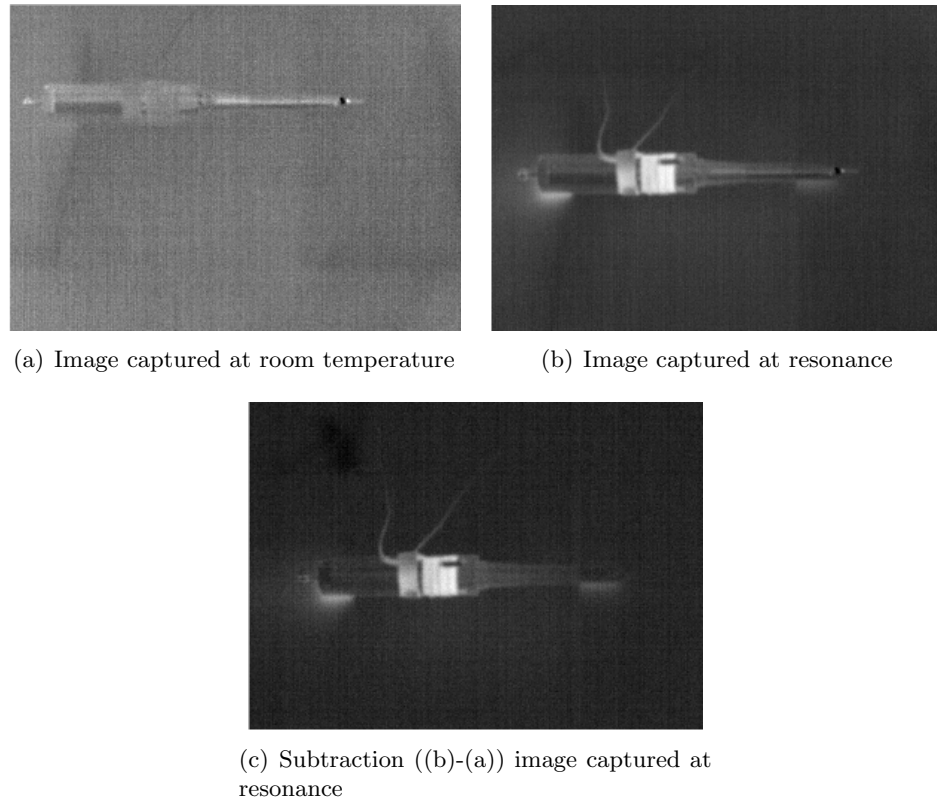 (a) Image captured at room temperature
(b) Image captured at resonance
(c) Subtraction ((b)-(a)) image captured at
resonance